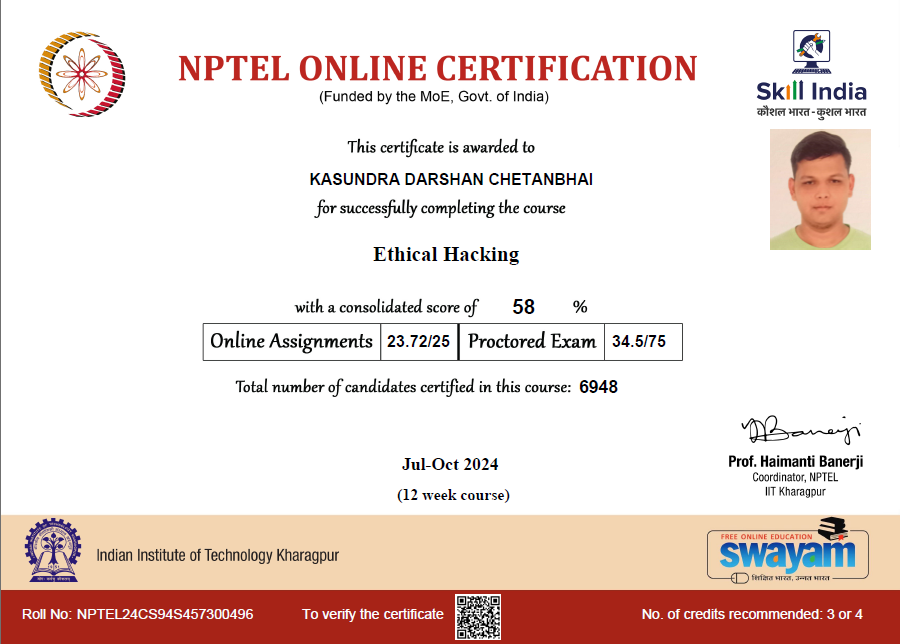 NPTEL ONLINE CERTIFICATION
(Funded by the MoE, Govt. of India)
Skill India
कौशल भारत - कुशल भारत
This certificate is awarded to
KASUNDRA DARSHAN CHETANBHAI
for successfully completing the course
Ethical Hacking
with a consolidated score of 58 %
Online Assignments 23.72/25 Proctored Exam 34.5/75
Total number of candidates certified in this course: 6948
Jul-Oct 2024
(12 week course)
Prof. Haimanti Banerji
Coordinator, NPTEL
IIT Kharagpur
Indian Institute of Technology Kharagpur
FREE ONLINE EDUCATION
swayam
शिक्षित भारत, उन्नत भारत
Roll No: NPTEL24CS94S457300496 To verify the certificate No. of credits recommended: 3 or 4